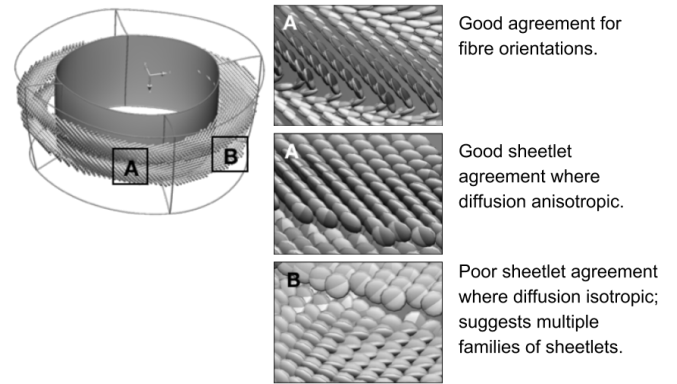 A
Good agreement for
fibre orientations.
A
B
A
Good sheetlet
agreement where
diffusion anisotropic.
B
Poor sheetlet agreement
where diffusion isotropic;
suggests multiple
families of sheetlets.